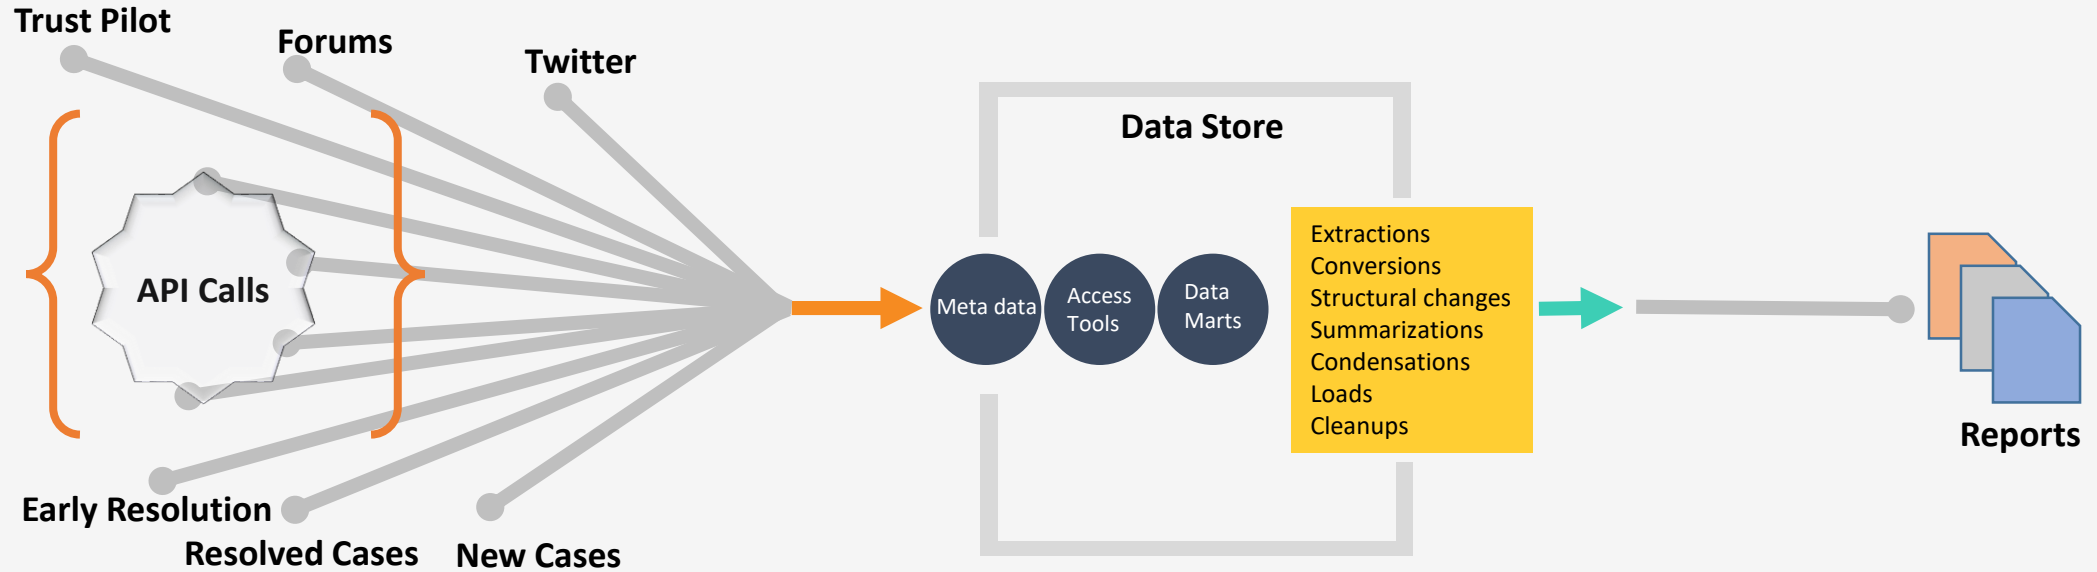 Trust Pilot
Forums
Twitter
API Calls
Early Resolution
Resolved Cases
New Cases
Data Store
Meta data
Access
Tools
Data
Marts
Extractions
Conversions
Structural changes
Summarizations
Condensations
Loads
Cleanups
Reports